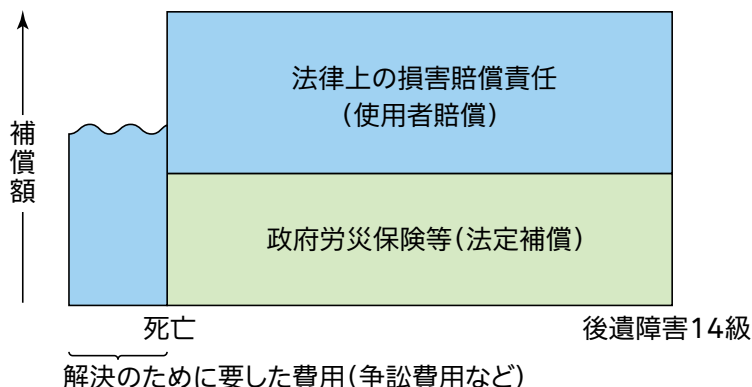 補償額
法律上の損害賠償責任
(使用者賠償)
政府労災保険等(法定補償)
死亡
後遺障害14級
解決のために要した費用(争訟費用など)